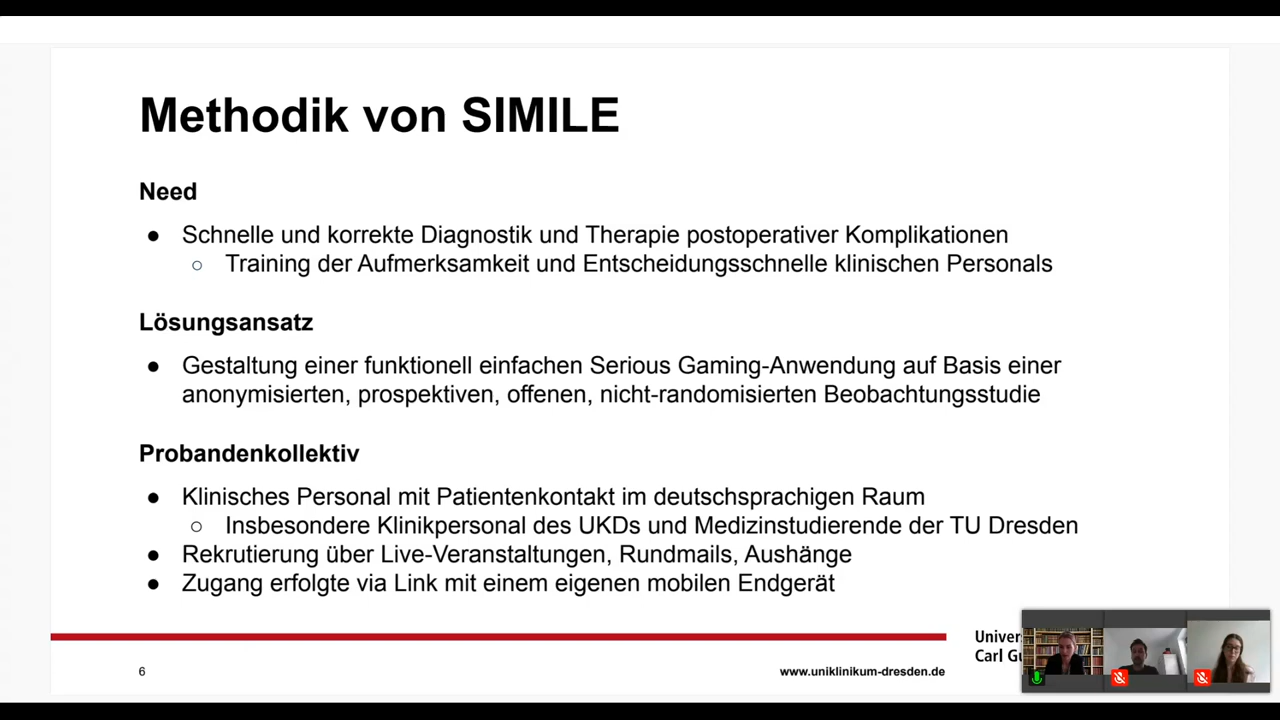 Methodik von SIMILE
Need
● Schnelle und korrekte Diagnostik und Therapie postoperativer Komplikationen
○ Training der Aufmerksamkeit und Entscheidungsschnelle klinischen Personals
Lösungsansatz
● Gestaltung einer funktionell einfachen Serious Gaming-Anwendung auf Basis einer
anonymisierten, prospektiven, offenen, nicht-randomisierten Beobachtungsstudie
Probandenkollektiv
● Klinisches Personal mit Patientenkontakt im deutschsprachigen Raum
○ Insbesondere Klinikpersonal des UKDs und Medizinstudierende der TU Dresden
● Rekrutierung über Live-Veranstaltungen, Rundmails, Aushänge
● Zugang erfolgte via Link mit einem eigenen mobilen Endgerät
6
www.uniklinikum-dresden.de
Carl